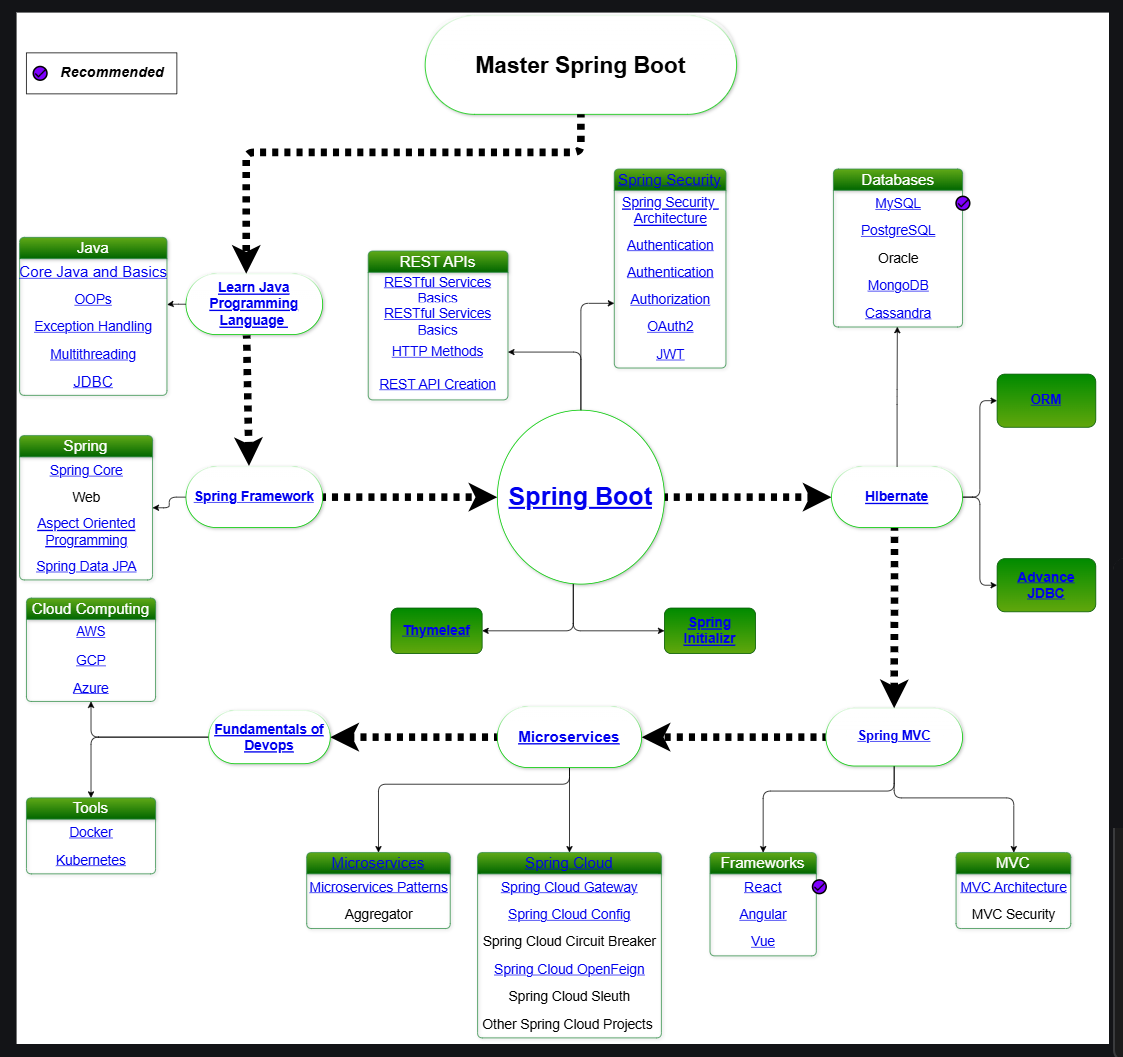 Master Spring Boot
Recommended
Spring Security
Spring Security
Architecture
Authentication
Authentication
Authorization
OAuth2
JWT
Databases
MySQL
PostgreSQL
Oracle
MongoDB
Cassandra
Java
Core Java and Basics
OOPs
Exception Handling
Multithreading
JDBC
Learn Java
Programming
Language
REST APIs
RESTful Services
Basics
RESTful Services
Basics
HTTP Methods
REST API Creation
ORM
Spring
Spring Core
Web
Aspect Oriented
Programming
Spring Data JPA
Spring Framework
Spring Boot
HIbernate
Advance
JDBC
Cloud Computing
AWS
GCP
Azure
Thymeleaf
Spring
Initializr
Fundamentals of
Devops
Microservices
Spring MVC
Tools
Docker
Kubernetes
Microservices
Microservices Patterns
Aggregator
Spring Cloud
Spring Cloud Gateway
Spring Cloud Config
Spring Cloud Circuit Breaker
Spring Cloud OpenFeign
Spring Cloud Sleuth
Other Spring Cloud Projects
Frameworks
React
Angular
Vue
MVC
MVC Architecture
MVC Security